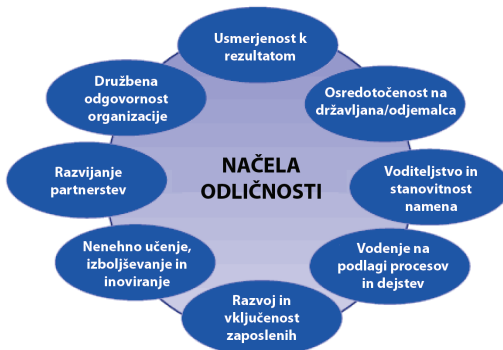 Usmerjenost k
rezultatom
Osredotočenost na
državljana/odjemalca
Voditeljstvo in
stanovitnost
namena
Vodenje na
podlagi procesov
in dejstev
Razvoj in
vključenost
zaposlenih
Nenehno učenje,
izboljševanje in
inoviranje
Razvijanje
partnerstev
Družbena
odgovornost
organizacije
NAČELA
ODLIČNOSTI